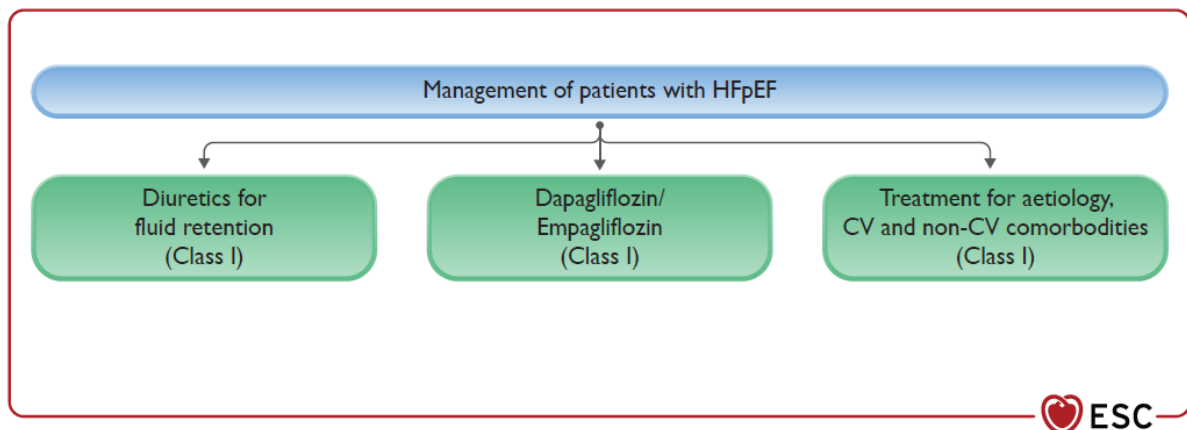 Management of patients with HFpEF
Diuretics for
fluid retention
(Class I)
Dapagliflozin/
Empagliflozin
(Class I)
Treatment for aetiology,
CV and non-CV comorbodities
(Class I)
ESC